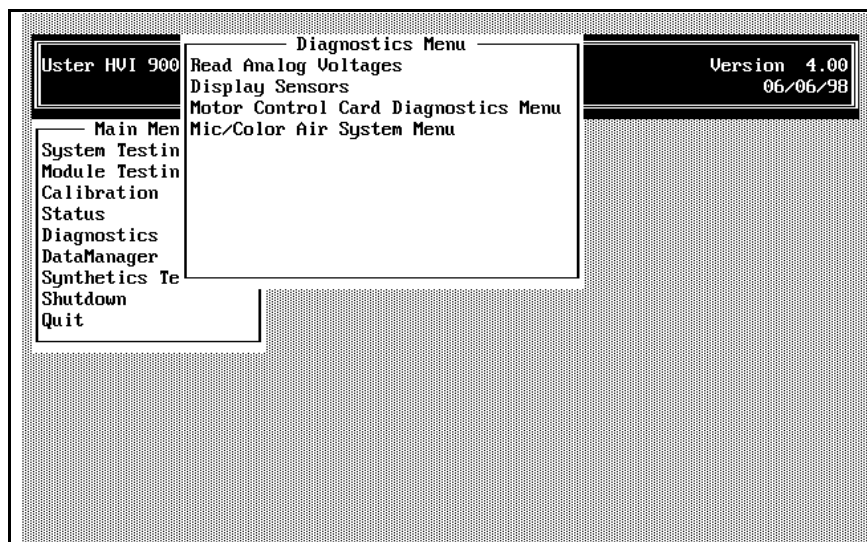 Uster HVI 900
Version 4.00
06/06/98
Diagnostics Menu
Read Analog Voltages
Display Sensors
Motor Control Card Diagnostics Menu
Mic/Color Air System Menu
Main Men
System Testin
Module Testin
Calibration
Status
Diagnostics
DataManager
Synthetics Te
Shutdown
Quit